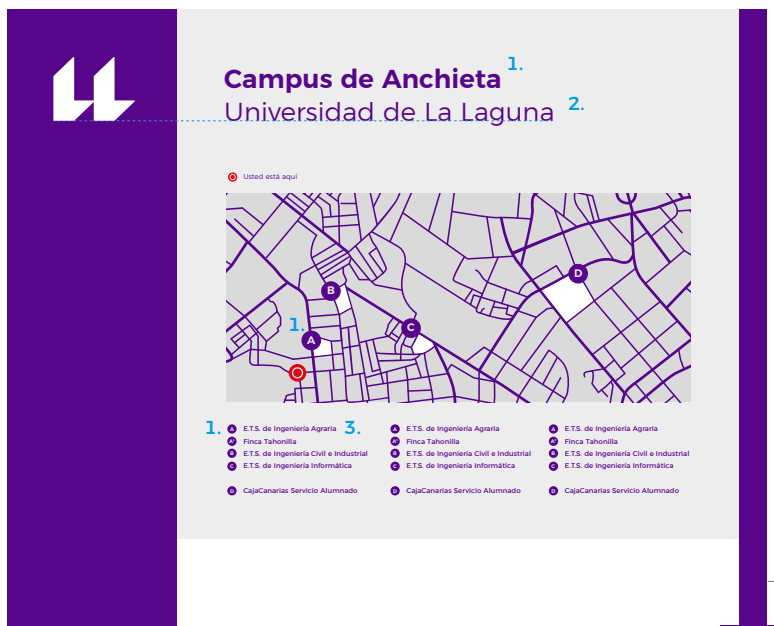 Campus de Anchieta 1.
Universidad de La Laguna 2.
Usted está aquí
D
B
C
1.
A
1. A E.T.S. de Ingeniería Agraria 3.
A' Finca Tahonilla
B E.T.S. de Ingeniería Civil e Industrial
C E.T.S. de Ingeniería Informática
D CajaCanarias Servicio Alumnado
A E.T.S. de Ingeniería Agraria
A' Finca Tahonilla
B E.T.S. de Ingeniería Civil e Industrial
C E.T.S. de Ingeniería Informática
D CajaCanarias Servicio Alumnado
A E.T.S. de Ingeniería Agraria
A' Finca Tahonilla
B E.T.S. de Ingeniería Civil e Industrial
C E.T.S. de Ingeniería Informática
D CajaCanarias Servicio Alumnado